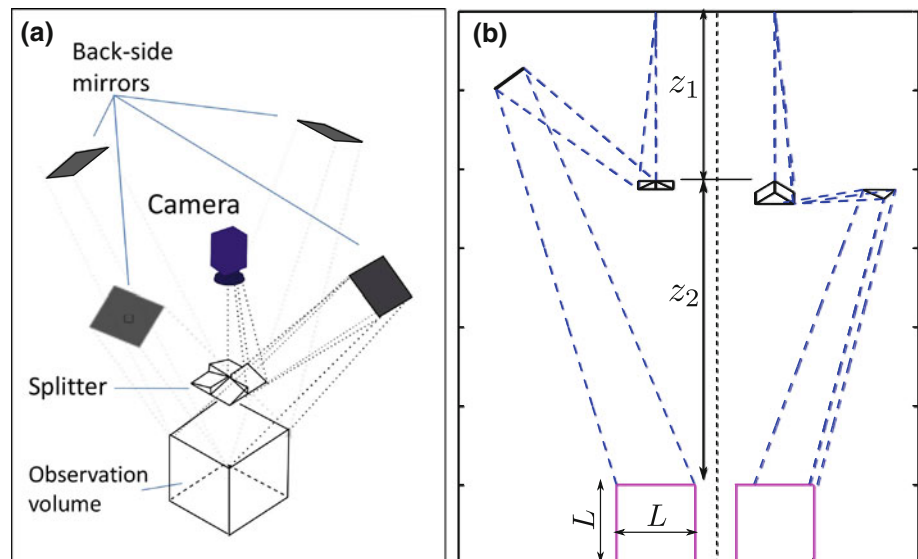 (a)
Back-side
mirrors
Camera
Splitter
Observation
volume
(b)
z₁
z₂
L
L